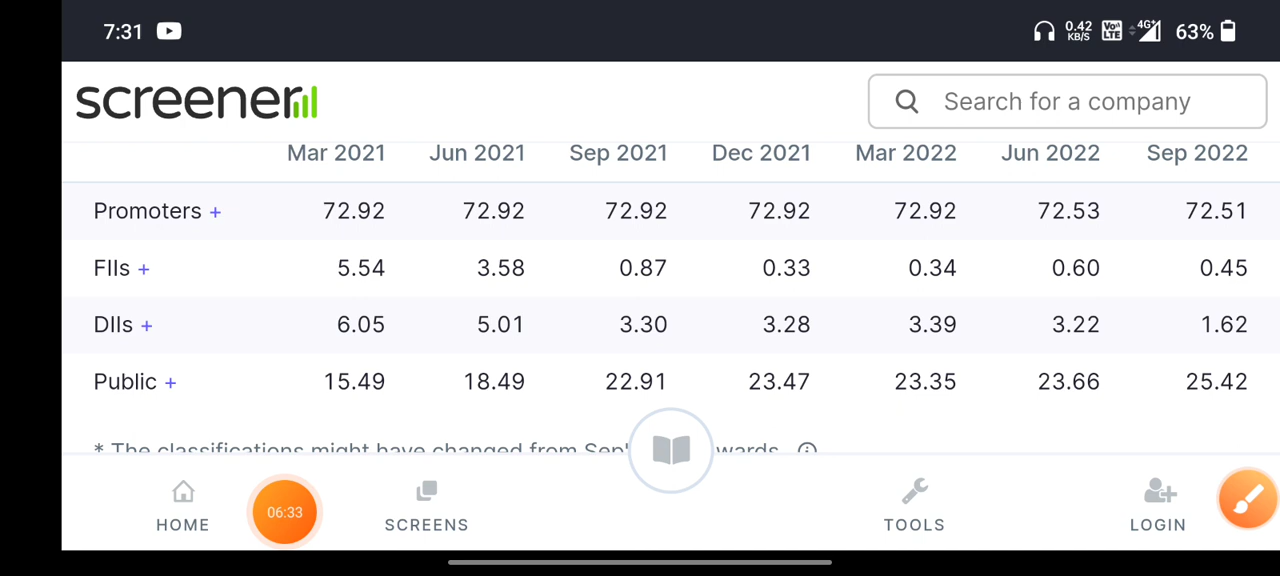 7:31 0.42 KB/S Vo LTE 4G 63%
screener Search for a company
Mar 2021 Jun 2021 Sep 2021 Dec 2021 Mar 2022 Jun 2022 Sep 2022
Promoters + 72.92 72.92 72.92 72.92 72.92 72.53 72.51
FIIs + 5.54 3.58 0.87 0.33 0.34 0.60 0.45
DIIs + 6.05 5.01 3.30 3.28 3.39 3.22 1.62
Public + 15.49 18.49 22.91 23.47 23.35 23.66 25.42
* The classifications might have changed from Sep' wards
06:33
HOME SCREENS TOOLS LOGIN